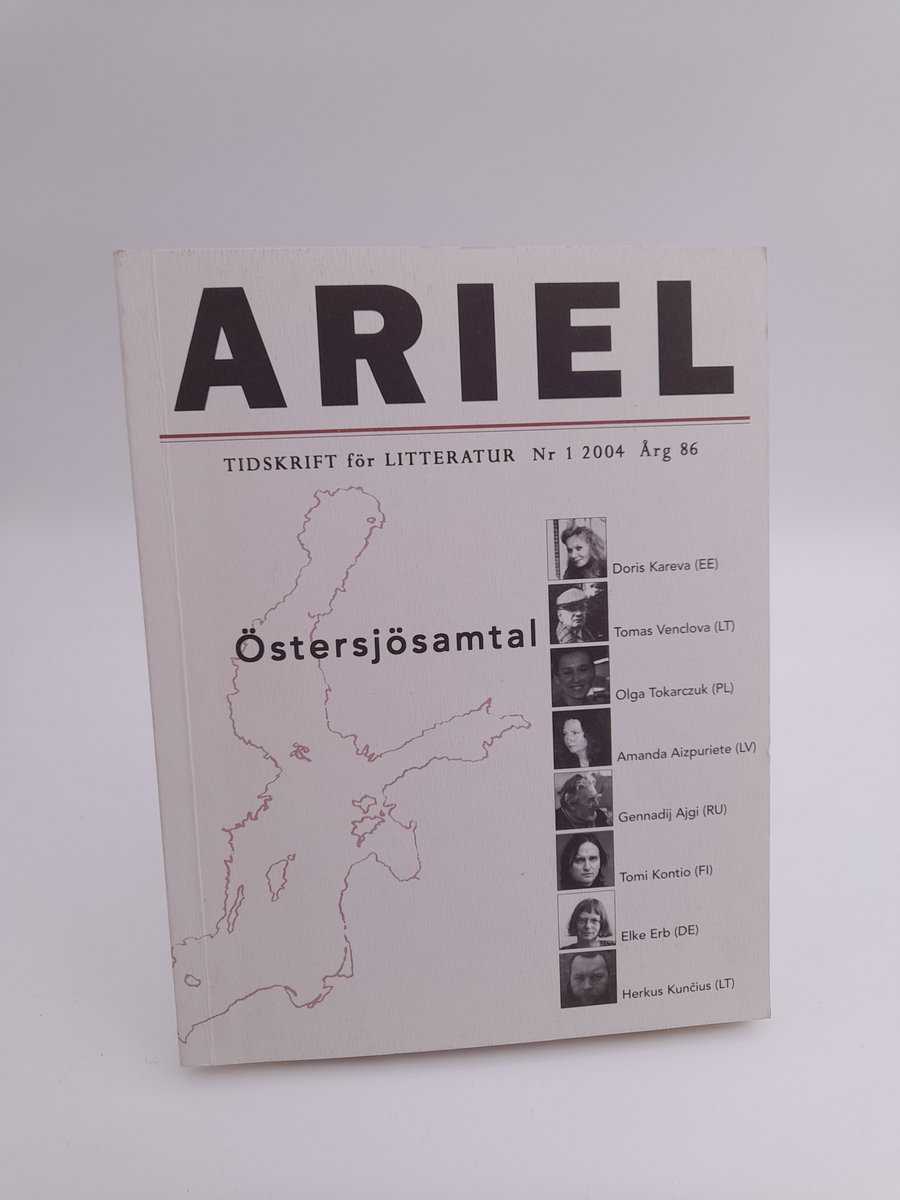 ARIEL
TIDSKRIFT för LITTERATUR Nr 1 2004 Årg 86
Östersjösamtal
Doris Kareva (EE)
Tomas Venclova (LT)
Olga Tokarczuk (PL)
Amanda Aizpuriete (LV)
Gennadij Ajgi (RU)
Tomi Kontio (FI)
Elke Erb (DE)
Herkus Kunčius (LT)